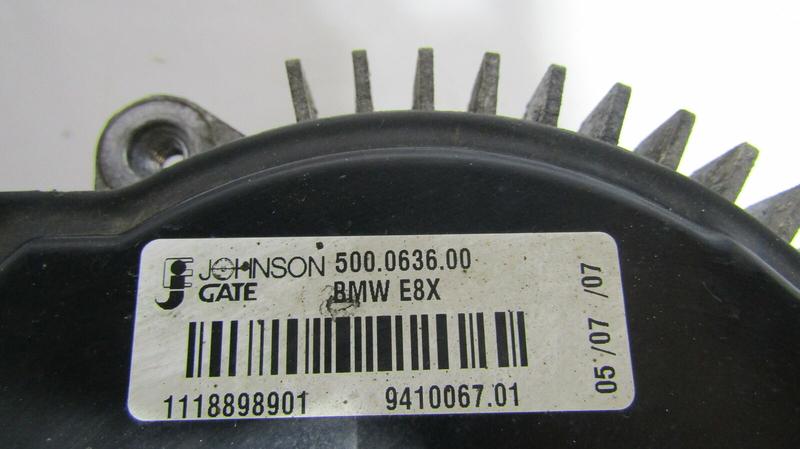 JOHNSON 500.0636.00
GATE BMW E8X
1118898901 9410067.01
05 /07 /07